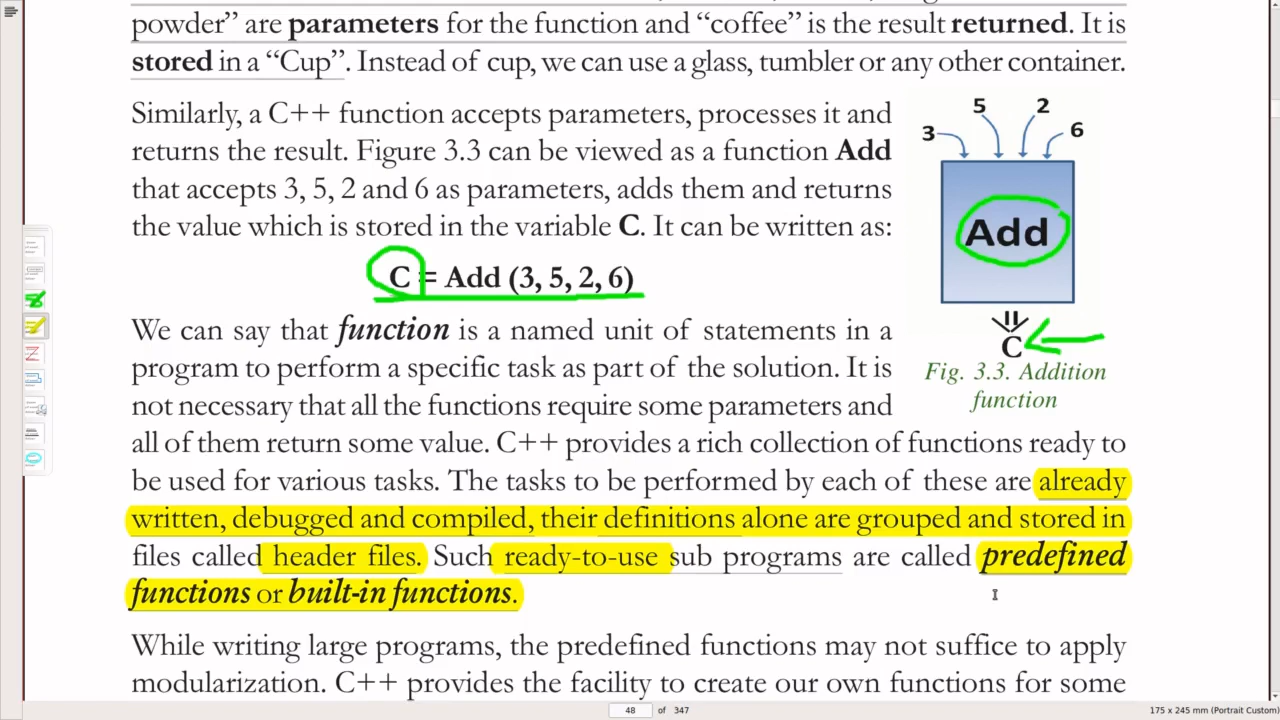 powder” are parameters for the function and “coffee” is the result returned. It is
stored in a “Cup”. Instead of cup, we can use a glass, tumbler or any other container.
Similarly, a C++ function accepts parameters, processes it and
returns the result. Figure 3.3 can be viewed as a function Add
that accepts 3, 5, 2 and 6 as parameters, adds them and returns
the value which is stored in the variable C. It can be written as:
C = Add (3, 5, 2, 6)
3
5
2
6
Add
=
C
Fig. 3.3. Addition
function
We can say that function is a named unit of statements in a
program to perform a specific task as part of the solution. It is
not necessary that all the functions require some parameters and
all of them return some value. C++ provides a rich collection of functions ready to
be used for various tasks. The tasks to be performed by each of these are already
written, debugged and compiled, their definitions alone are grouped and stored in
files called header files. Such ready-to-use sub programs are called predefined
functions or built-in functions.
While writing large programs, the predefined functions may not suffice to apply
modularization. C++ provides the facility to create our own functions for some
48 of 347
175 x 245 mm (Portrait Custom)